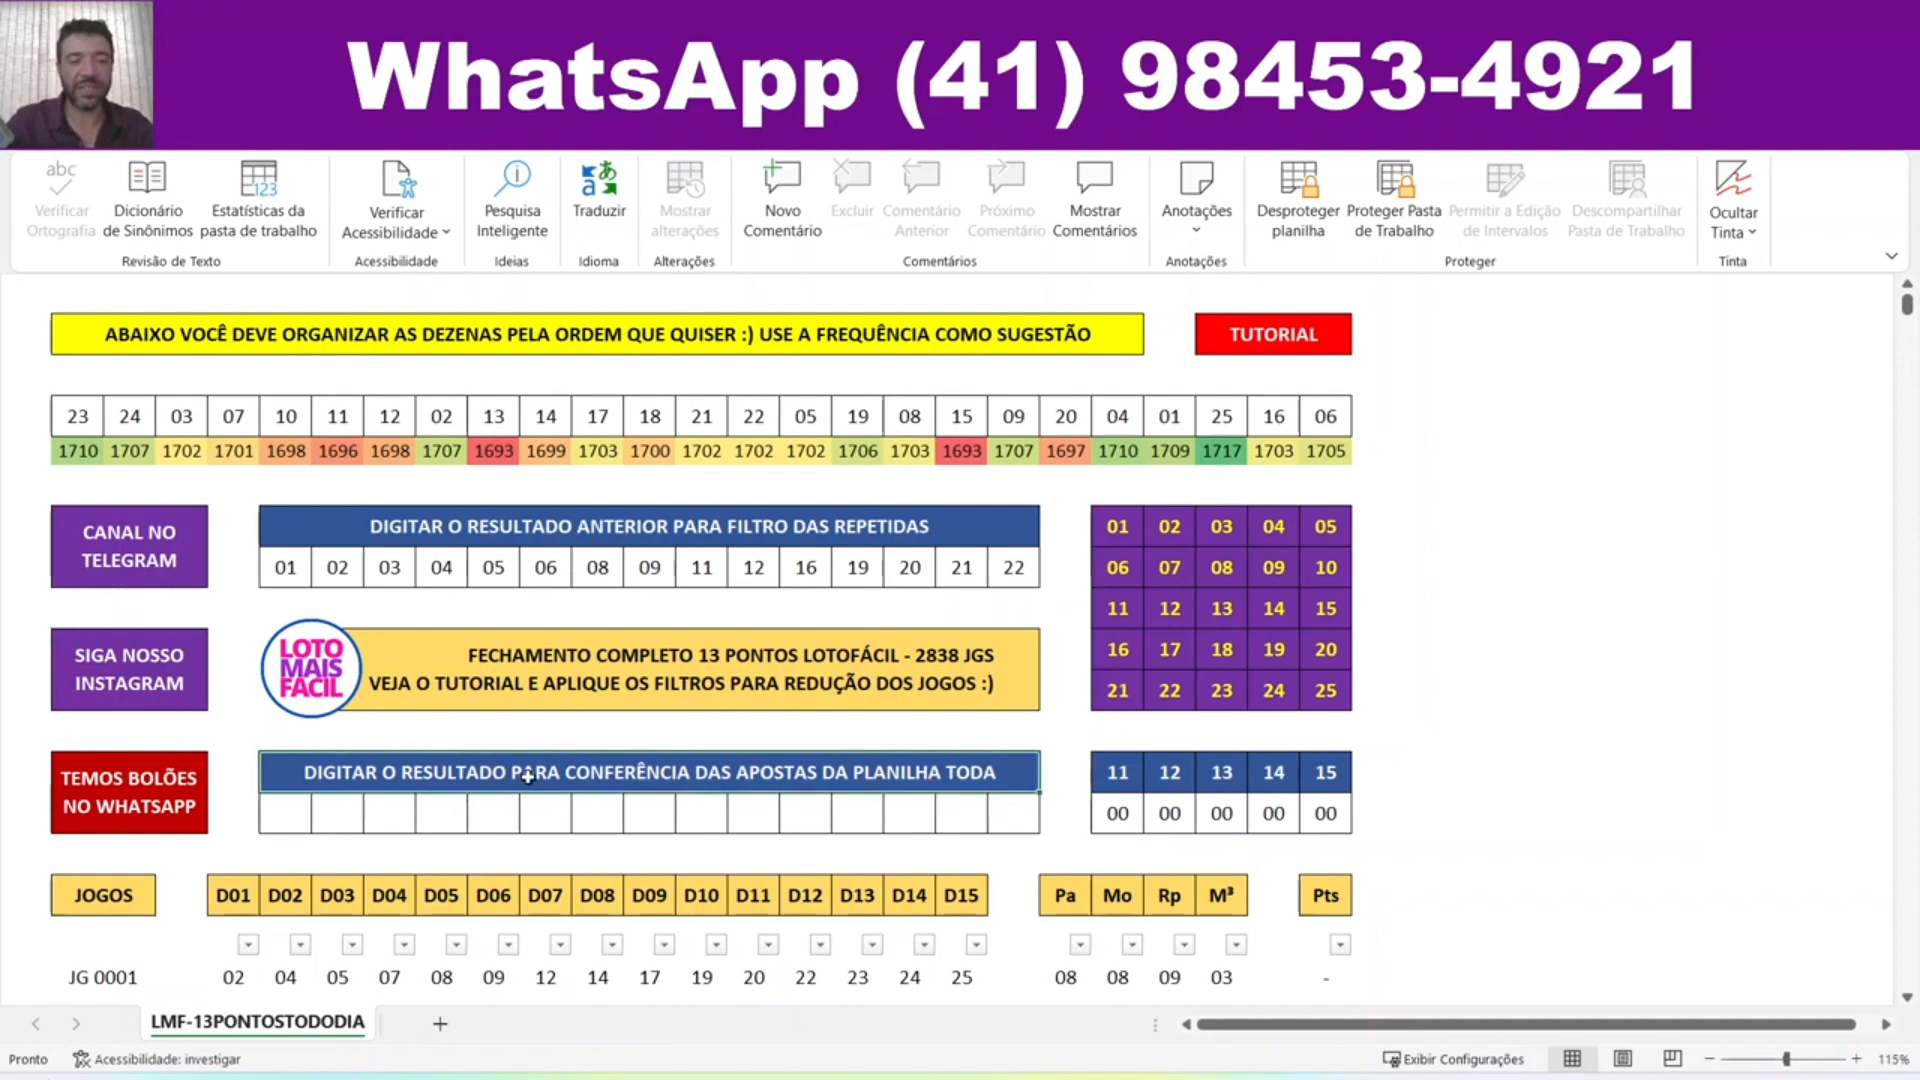 WhatsApp (41) 98453-4921
abc
Verificar
Ortografia
Dicionário
de Sinônimos
123
Estatísticas da
pasta de trabalho
Revisão de Texto
Verificar
Acessibilidade
Acessibilidade
Pesquisa
Inteligente
Ideias
Traduzir
Idioma
Mostrar
alterações
Alterações
Novo
Comentário
Excluir
Comentário
Anterior
Próximo
Comentário
Mostrar
Comentários
Comentários
Anotações
Anotações
Desproteger
planilha
Proteger Pasta
de Trabalho
Permitir a Edição
de Intervalos
Descompartilhar
Pasta de Trabalho
Proteger
Ocultar
Tinta
Tinta
ABAIXO VOCÊ DEVE ORGANIZAR AS DEZENAS PELA ORDEM QUE QUISER :) USE A FREQUÊNCIA COMO SUGESTÃO
TUTORIAL
23 24 03 07 10 11 12 02 13 14 17 18 21 22 05 19 08 15 09 20 04 01 25 16 06
1710 1707 1702 1701 1698 1696 1698 1707 1693 1699 1703 1700 1702 1702 1702 1706 1703 1693 1707 1697 1710 1709 1717 1703 1705
CANAL NO
TELEGRAM
DIGITAR O RESULTADO ANTERIOR PARA FILTRO DAS REPETIDAS
01 02 03 04 05 06 08 09 11 12 16 19 20 21 22
01 02 03 04 05
06 07 08 09 10
11 12 13 14 15
16 17 18 19 20
21 22 23 24 25
SIGA NOSSO
INSTAGRAM
LOTO
MAIS
FÁCIL
FECHAMENTO COMPLETO 13 PONTOS LOTOFÁCIL - 2838 JGS
VEJA O TUTORIAL E APLIQUE OS FILTROS PARA REDUÇÃO DOS JOGOS :)
TEMOS BOLÕES
NO WHATSAPP
DIGITAR O RESULTADO PARA CONFERÊNCIA DAS APOSTAS DA PLANILHA TODA
11 12 13 14 15
00 00 00 00 00
JOGOS D01 D02 D03 D04 D05 D06 D07 D08 D09 D10 D11 D12 D13 D14 D15 Pa Mo Rp M³ Pts
JG 0001 02 04 05 07 08 09 12 14 17 19 20 22 23 24 25 08 08 09 03 -
LMF-13PONTOSTODODIA
Pronto
Acessibilidade: investigar
Exibir Configurações
115%